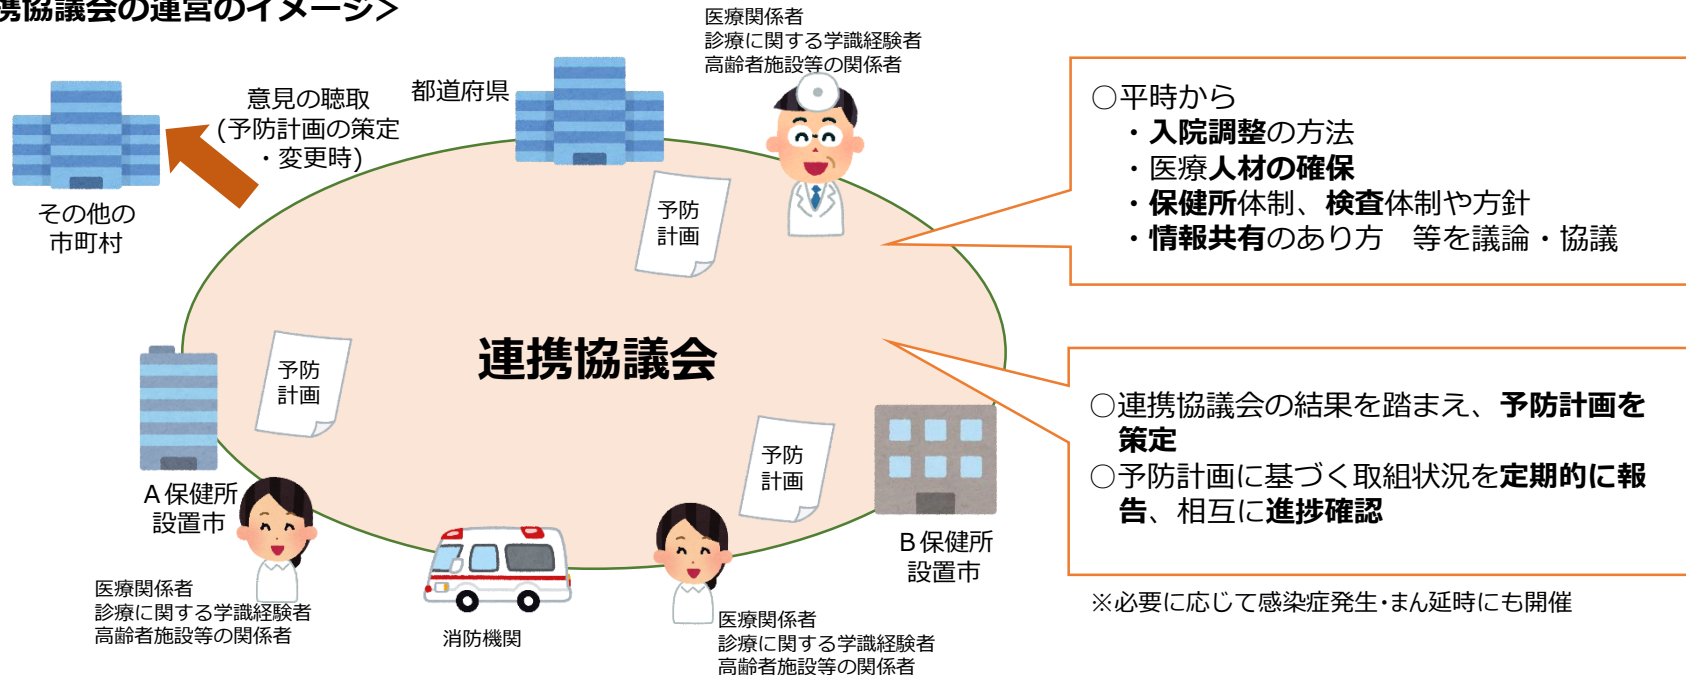 携協議会の運営のイメージ＞
医療関係者
診療に関する学識経験者
高齢者施設等の関係者
都道府県
意見の聴取
(予防計画の策定
・変更時)
その他の
市町村
予防
計画
○平時から
・入院調整の方法
・医療人材の確保
・保健所体制、検査体制や方針
・情報共有のあり方　等を議論・協議
連携協議会
予防
計画
予防
計画
○連携協議会の結果を踏まえ、予防計画を
策定
○予防計画に基づく取組状況を定期的に報
告、相互に進捗確認
※必要に応じて感染症発生・まん延時にも開催
Ａ保健所
設置市
Ｂ保健所
設置市
医療関係者
診療に関する学識経験者
高齢者施設等の関係者
消防機関
医療関係者
診療に関する学識経験者
高齢者施設等の関係者